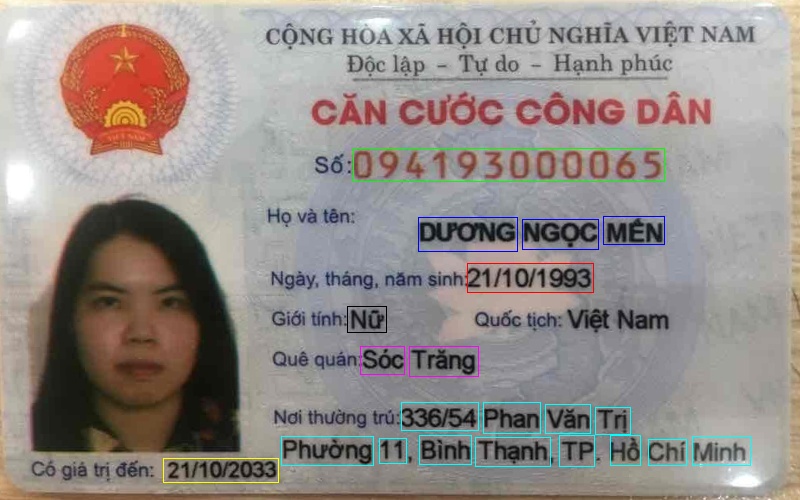 CỘNG HÒA XÃ HỘI CHỦ NGHĨA VIỆT NAM
Độc lập - Tự do - Hạnh phúc
CĂN CƯỚC CÔNG DÂN
Số: 094193000065
Họ và tên:
DƯƠNG NGỌC MẾN
Ngày, tháng, năm sinh: 21/10/1993
Giới tính: Nữ Quốc tịch: Việt Nam
Quê quán: Sóc Trăng
Nơi thường trú: 336/54 Phan Văn Trị
Phường 11, Bình Thạnh, TP. Hồ Chí Minh
Có giá trị đến: 21/10/2033